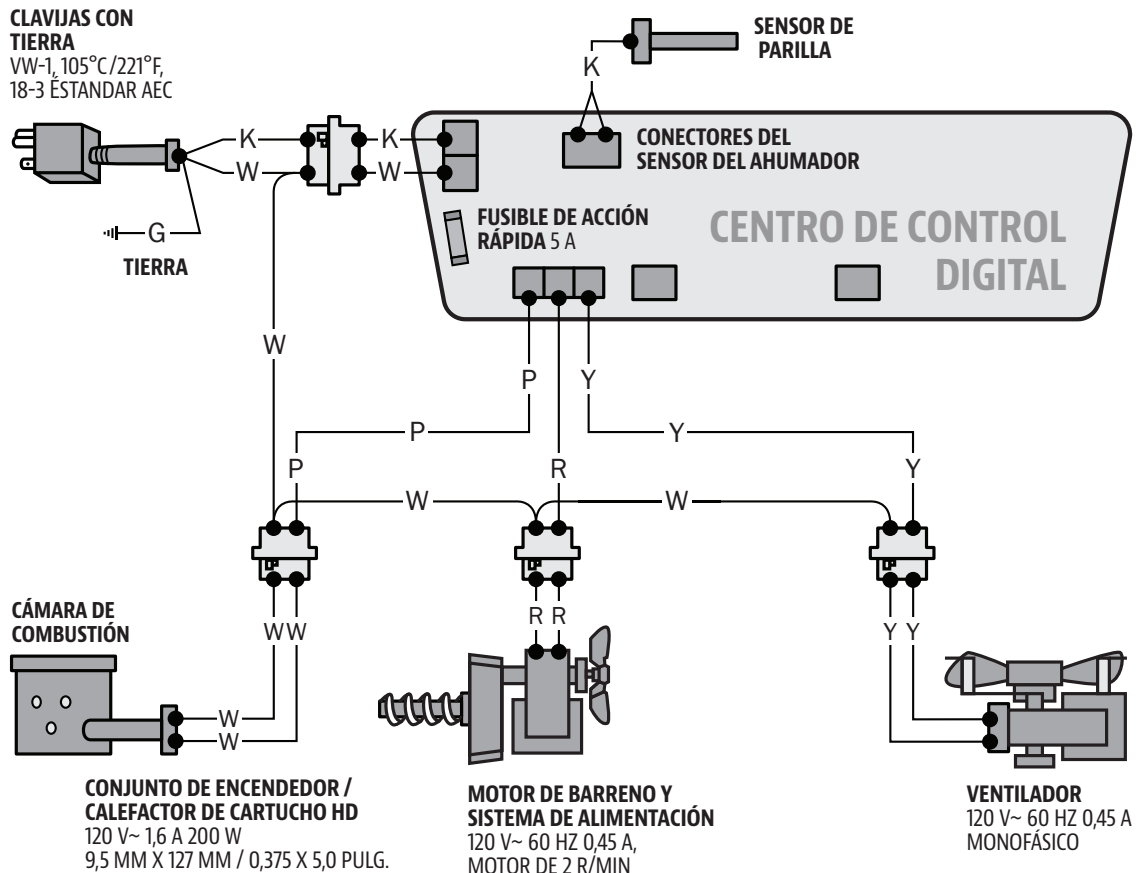 CLAVIJAS CON
TIERRA
VW-1, 105°C/221°F,
18-3 ÉSTANDAR AEC
SENSOR DE
PARILLA
K
K
K
W
W
CONECTORES DEL
SENSOR DEL AHUMADOR
FUSIBLE DE ACCIÓN
RÁPIDA 5 A
CENTRO DE CONTROL
DIGITAL
G
TIERRA
W
P
Y
P
Y
P
R
Y
W
W
CÁMARA DE
COMBUSTIÓN
W W
R R
Y Y
W
W
CONJUNTO DE ENCENDEDOR /
CALEFACTOR DE CARTUCHO HD
120 V~ 1,6 A 200 W
9,5 MM X 127 MM / 0,375 X 5,0 PULG.
MOTOR DE BARRENO Y
SISTEMA DE ALIMENTACIÓN
120 V~ 60 HZ 0,45 A,
MOTOR DE 2 R/MIN
VENTILADOR
120 V~ 60 HZ 0,45 A
MONOFÁSICO